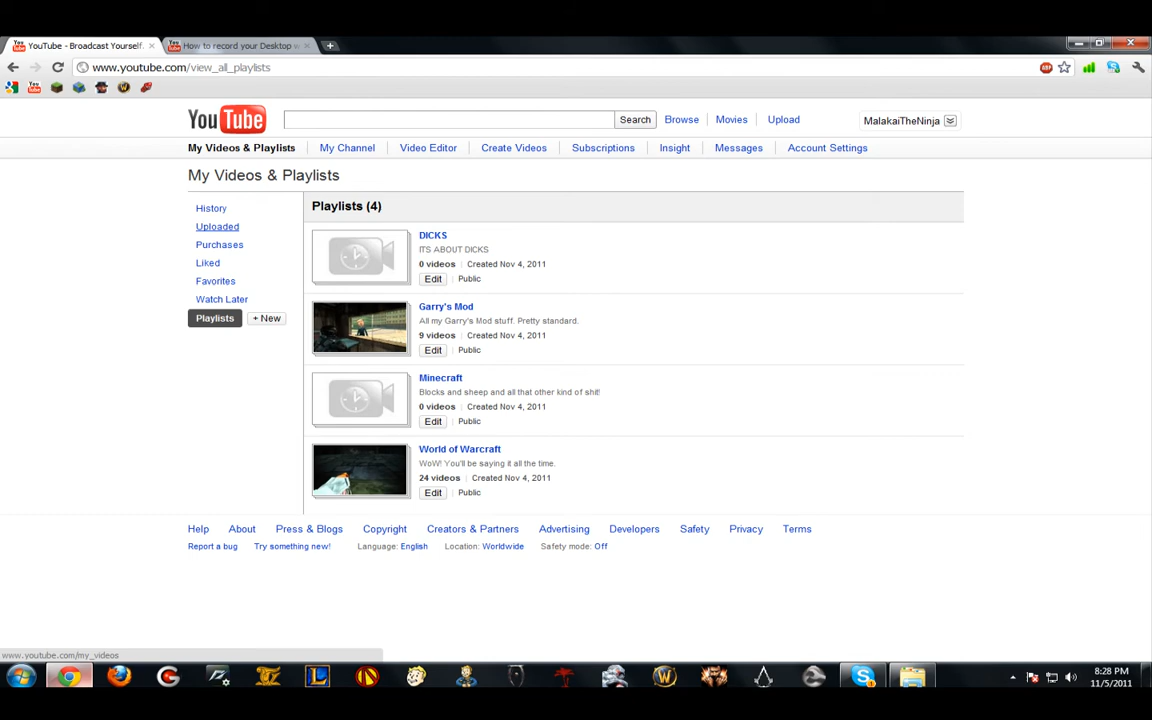 YouTube - Broadcast Yourself.
How to record your Desktop w
www.youtube.com/view_all_playlists
ABP
You Tube
Search
Browse
Movies
Upload
MalakaiTheNinja
My Videos & Playlists
My Channel
Video Editor
Create Videos
Subscriptions
Insight
Messages
Account Settings
My Videos & Playlists
History
Uploaded
Purchases
Liked
Favorites
Watch Later
Playlists
+ New
Playlists (4)
DICKS
ITS ABOUT DICKS
0 videos | Created Nov 4, 2011
Edit Public
Garry's Mod
All my Garry's Mod stuff. Pretty standard.
9 videos | Created Nov 4, 2011
Edit Public
Minecraft
Blocks and sheep and all that other kind of shit!
0 videos | Created Nov 4, 2011
Edit Public
World of Warcraft
WoW! You'll be saying it all the time.
24 videos | Created Nov 4, 2011
Edit Public
Help About Press & Blogs Copyright Creators & Partners Advertising Developers Safety Privacy Terms
Report a bug Try something new! Language: English Location: Worldwide Safety mode: Off
www.youtube.com/my_videos
8:28 PM
11/5/2011